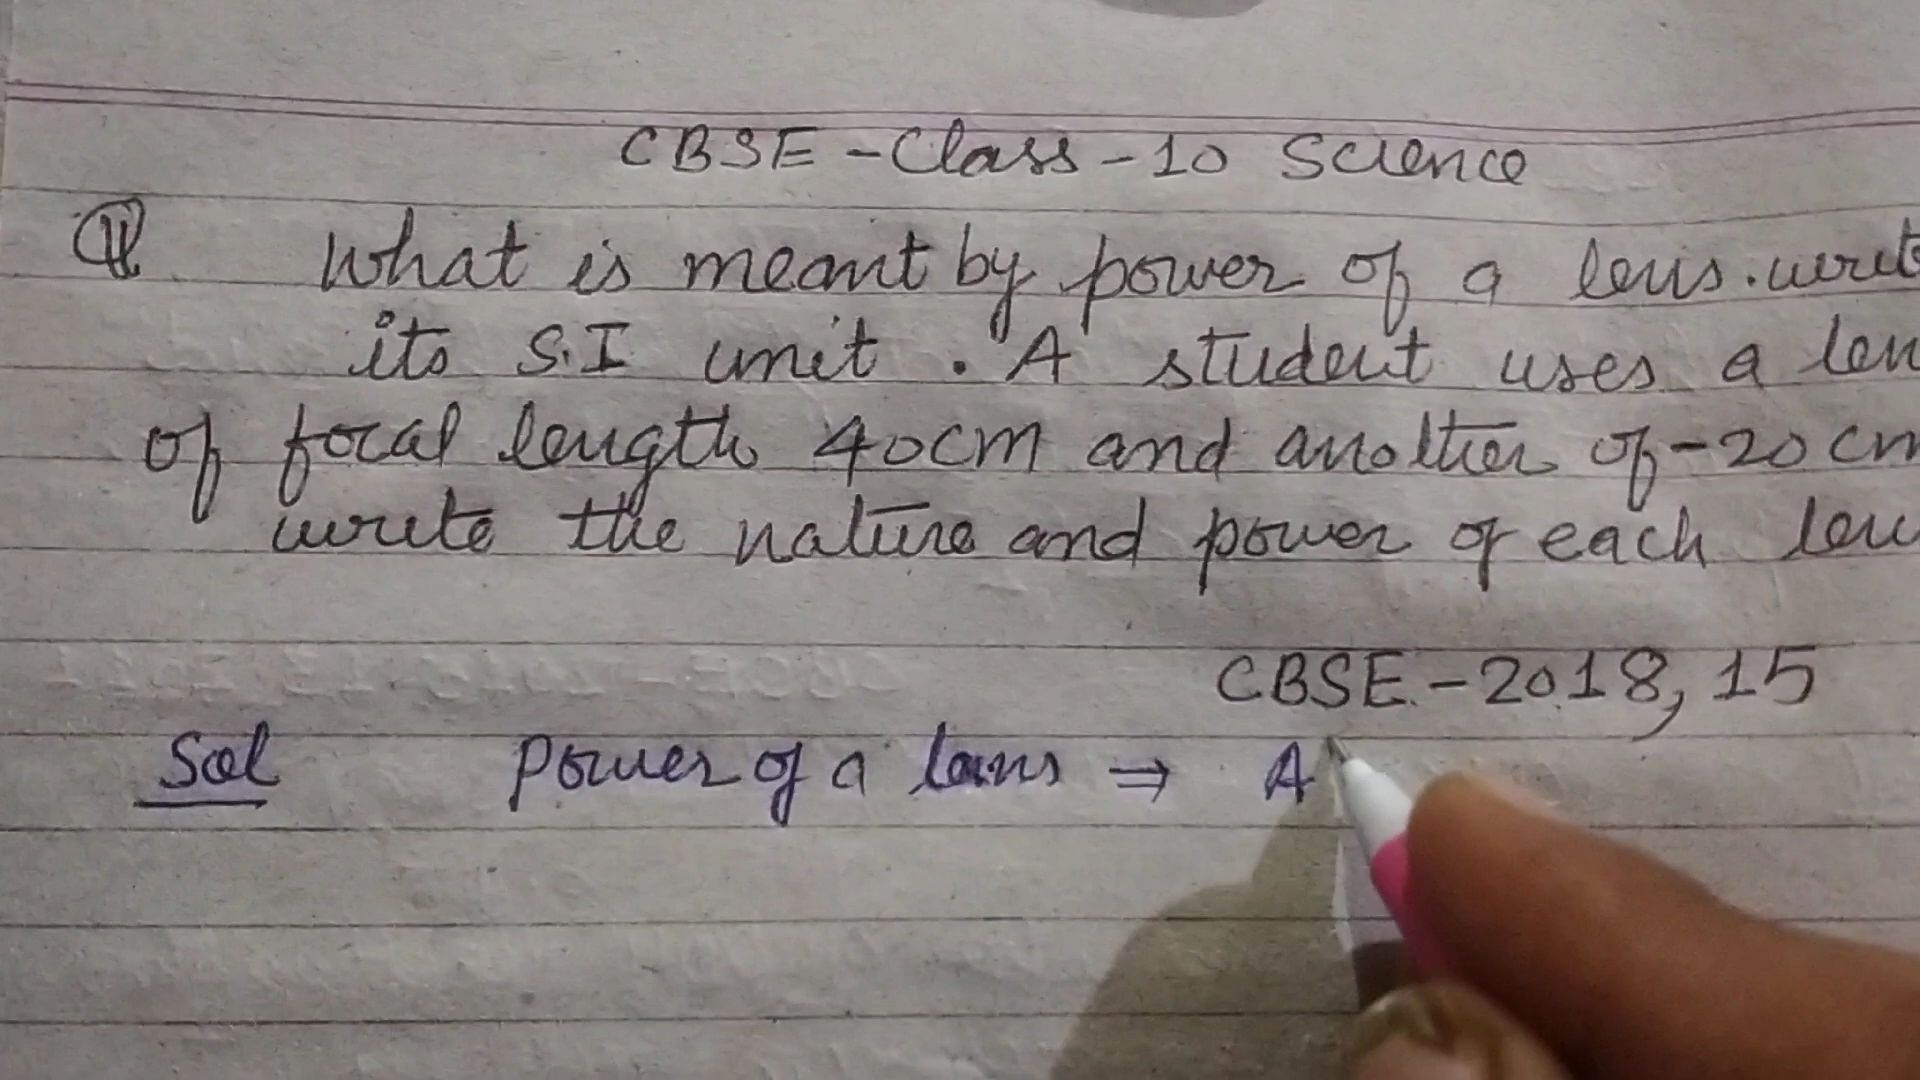 CBSE - Class - 10 Science
Q What is meant by power of a lens. write
its S.I unit . A student uses a len
of focal length 40cm and another of -20 cm
write the nature and power of each len
CBSE - 2018, 15
Sol Power of a lens ⇒ A